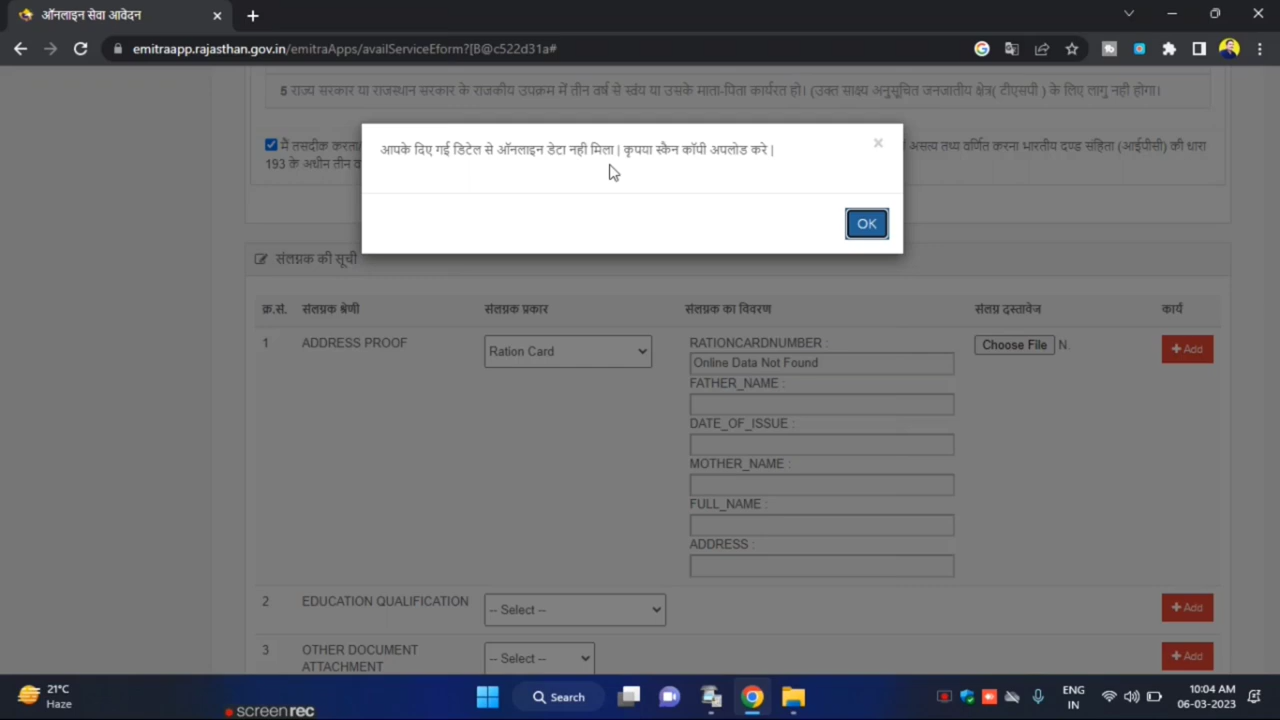 ऑनलाइन सेवा आवेदन
emitraapp.rajasthan.gov.in/emitraApps/availServiceEform?[B@c522d31a#
5 राज्य सरकार या राजस्थान सरकार के राजकीय उपक्रम में तीन वर्ष से स्वंय या उसके माता-पिता कार्यरत हो। (उक्त साक्ष्य अनुसूचित जनजातीय क्षेत्र( टीएसपी ) के लिए लागु नही होगा।
मैं तसदीक़ करता/ असत्य तथ्य वर्णित करना भारतीय दण्ड संहिता (आईपीसी) की धारा
193 के अधीन तीन व
आपके दिए गई डिटेल से ऑनलाइन डेटा नही मिला | कृपया स्कैन कॉपी अपलोड करे |
×
OK
संलग्नक की सूची
क्र.सं. संलग्नक श्रेणी संलग्नक प्रकार संलग्नक का विवरण संलग्न दस्तावेज कार्य
1 ADDRESS PROOF Ration Card RATIONCARDNUMBER : Choose File N. + Add
Online Data Not Found
FATHER_NAME :
DATE_OF_ISSUE :
MOTHER_NAME :
FULL_NAME :
ADDRESS :
2 EDUCATION QUALIFICATION -- Select -- + Add
3 OTHER DOCUMENT ATTACHMENT -- Select -- + Add
21°C
Haze
Search
screenrec
ENG
IN
10:04 AM
06-03-2023